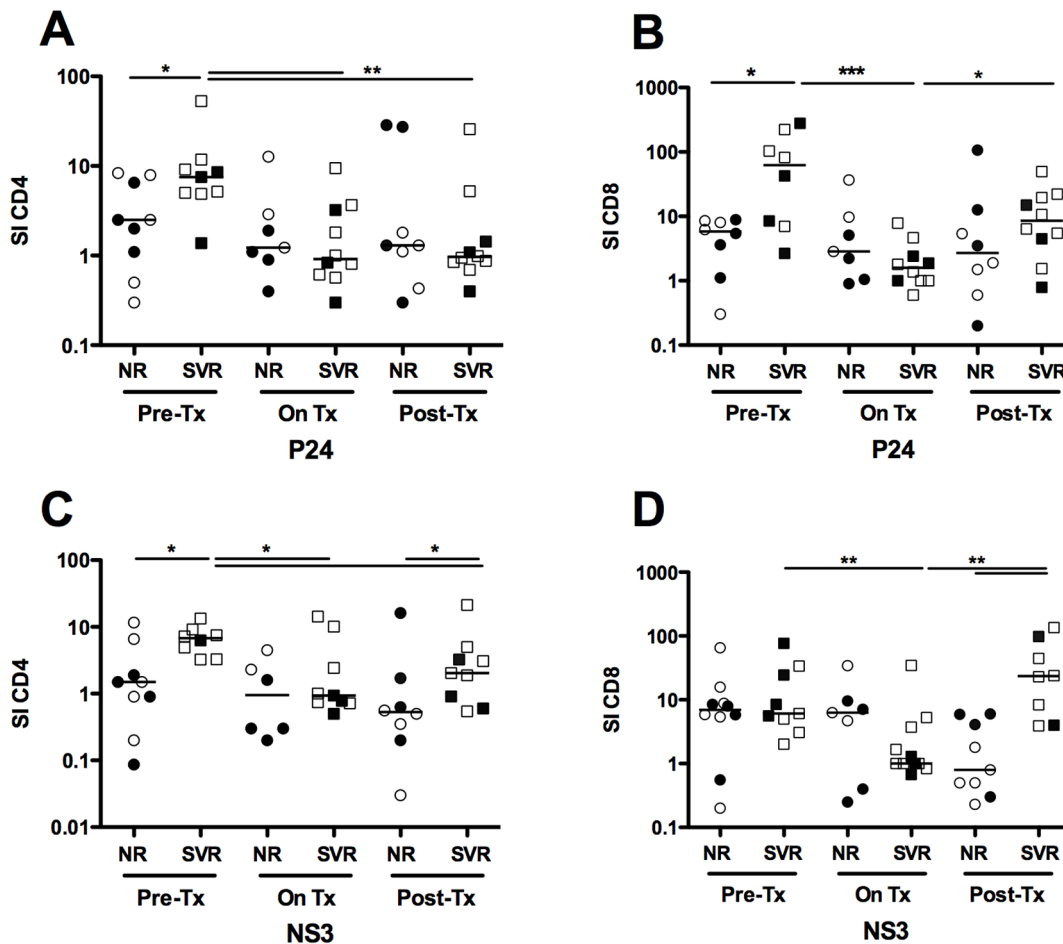 A
* **
SI CD4
100
10
1
0.1
NR SVR NR SVR NR SVR
Pre-Tx On Tx Post-Tx
P24
B
* *** *
SI CD8
1000
100
10
1
0.1
NR SVR NR SVR NR SVR
Pre-Tx On Tx Post-Tx
P24
C
* * *
SI CD4
100
10
1
0.1
0.01
NR SVR NR SVR NR SVR
Pre-Tx On Tx Post-Tx
NS3
D
** **
SI CD8
1000
100
10
1
0.1
NR SVR NR SVR NR SVR
Pre-Tx On Tx Post-Tx
NS3